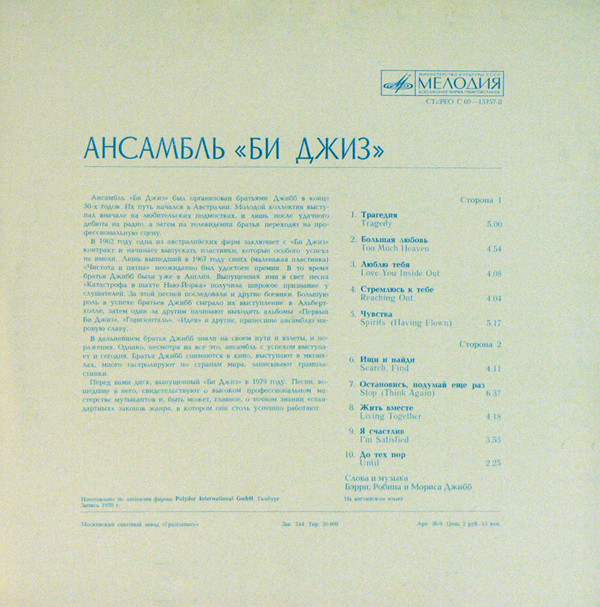 МИНИСТЕРСТВО КУЛЬТУРЫ СССР
МЕЛОДИЯ
ВСЕСОЮЗНАЯ ФИРМА ГРАМПЛАСТИНОК
СТЕРЕО С 60—13757-8
АНСАМБЛЬ «БИ ДЖИЗ»
Ансамбль «Би Джиз» был организован братьями Джибб в конце
50-х годов. Их путь начался в Австралии. Молодой коллектив высту-
пал вначале на любительских подмостках, и лишь после удачного
дебюта на радио, а затем на телевидении братья переходят на про-
фессиональную сцену.
В 1962 году одна из австралийских фирм заключает с «Би Джиз»
контракт и начинает выпускать пластинки, которые особого успеха
не имели. Лишь вышедший в 1967 году сингл (маленькая пластинка)
«Чистота и пятна» неожиданно был удостоен премии. В то время
братья Джибб были уже в Англии. Выпущенная ими в свет песня
«Катастрофа в шахте Нью-Йорка» получила широкое признание у
слушателей. За этой песней последовали и другие боевики. Большую
роль в успехе братьев Джибб сыграло их выступление в Альберт-
холле, затем один за другим начинают выходить альбомы «Первый
Би Джиз», «Горизонталь», «Идея» и другие, принесшие ансамблю ми-
ровую славу.
В дальнейшем братья Джибб знали на своем пути и взлеты, и по-
ражения. Однако, несмотря на все это, ансамбль с успехом выступа-
ет и сегодня. Братья Джибб снимаются в кино, выступают в мюзик-
лах, много гастролируют по странам мира, записывают грампла-
стинки.
Перед вами диск, выпущенный «Би Джиз» в 1979 году. Песни, во-
шедшие в него, свидетельствуют о высоком профессиональном ма-
стерстве музыкантов и, быть может, главное, о точном знании «стан-
дартных» законов жанра, в котором они столь успешно работают.
Сторона 1
1. Трагедия
Tragedy 5.00
2. Большая любовь
Too Much Heaven 4.54
3. Люблю тебя
Love You Inside Out 4.08
4. Стремлюсь к тебе
Reaching Out 4.04
5. Чувства
Spirits (Having Flown) 5.17
Сторона 2
6. Ищи и найди
Search, Find 4.11
7. Остановись, подумай еще раз
Stop (Think Again) 6.37
8. Жить вместе
Living Together 4.18
9. Я счастлив
I'm Satisfied 3.53
10. До тех пор
Until 2.25
Слова и музыка
Бэрри, Робина и Мориса Джибб
На английском языке
Изготовлено по лицензии фирмы Polydor International GmbH, Гамбург
Запись 1979 г.
Московский опытный завод «Грамзапись»
Зак. 544 Тир. 50.000
Арт. 36-9 Цена 2 руб. 15 коп.